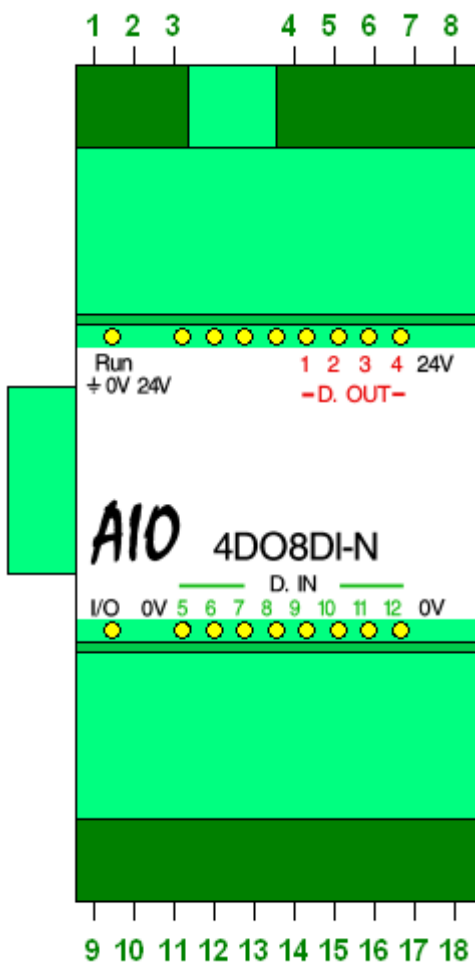 1 2 3 4 5 6 7 8
Run 1 2 3 4 24V
⏚ 0V 24V - D. OUT -
AIO 4DO8DI-N
D. IN
I/O 0V 5 6 7 8 9 10 11 12 0V
9 10 11 12 13 14 15 16 17 18